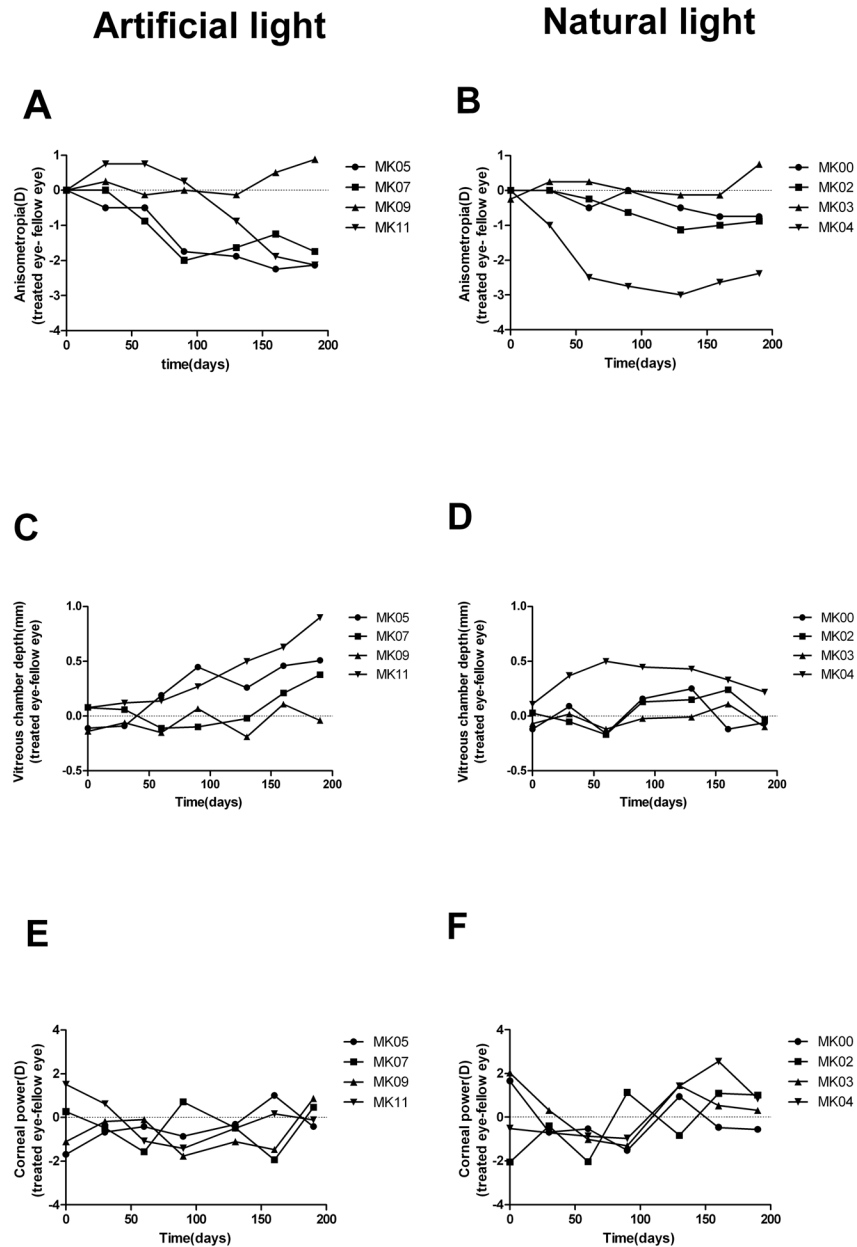 Artificial light
Natural light
A
Anisometropia(D)
(treated eye- fellow eye)
1
0
-1
-2
-3
-4
0
50
100
150
200
time(days)
MK05
MK07
MK09
MK11
B
Anisometropia(D)
(treated eye- fellow eye)
1
0
-1
-2
-3
-4
0
50
100
150
200
Time(days)
MK00
MK02
MK03
MK04
C
Vitreous chamber depth(mm)
(treated eye-fellow eye)
1.0
0.5
0.0
-0.5
0
50
100
150
200
Time(days)
MK05
MK07
MK09
MK11
D
Vitreous chamber depth(mm)
(treated eye-fellow eye)
1.0
0.5
0.0
-0.5
0
50
100
150
200
Time(days)
MK00
MK02
MK03
MK04
E
Corneal power(D)
(treated eye-fellow eye)
4
2
0
-2
-4
0
50
100
150
200
Time(days)
MK05
MK07
MK09
MK11
F
Corneal power(D)
(treated eye-fellow eye)
4
2
0
-2
-4
0
50
100
150
200
Time(days)
MK00
MK02
MK03
MK04